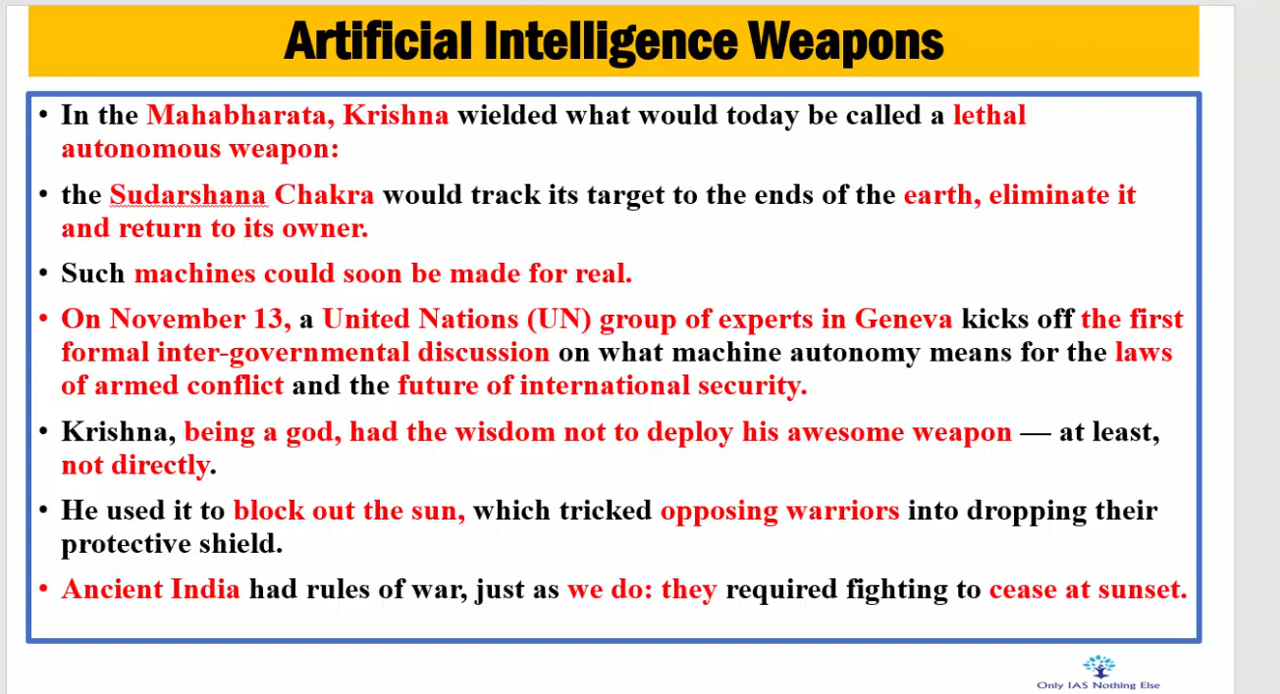 Artificial Intelligence Weapons
• In the Mahabharata, Krishna wielded what would today be called a lethal
autonomous weapon:
• the Sudarshana Chakra would track its target to the ends of the earth, eliminate it
and return to its owner.
• Such machines could soon be made for real.
• On November 13, a United Nations (UN) group of experts in Geneva kicks off the first
formal inter-governmental discussion on what machine autonomy means for the laws
of armed conflict and the future of international security.
• Krishna, being a god, had the wisdom not to deploy his awesome weapon — at least,
not directly.
• He used it to block out the sun, which tricked opposing warriors into dropping their
protective shield.
• Ancient India had rules of war, just as we do: they required fighting to cease at sunset.
Only IAS Nothing Else